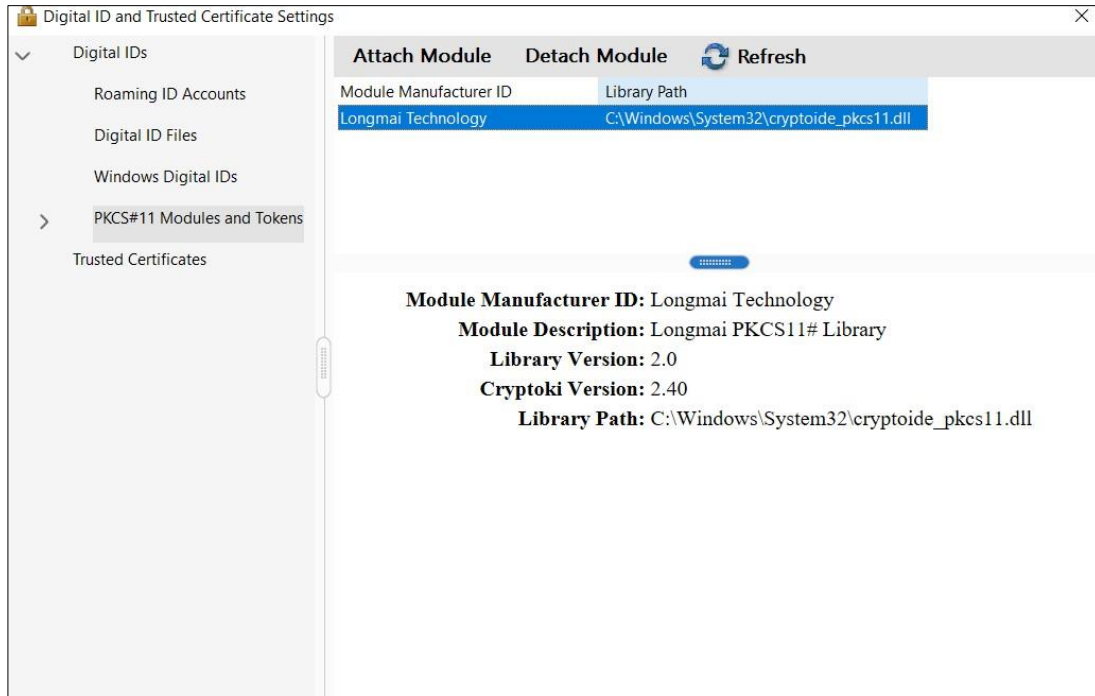 Digital ID and Trusted Certificate Settings
Digital IDs
Roaming ID Accounts
Digital ID Files
Windows Digital IDs
PKCS#11 Modules and Tokens
Trusted Certificates
Attach Module Detach Module Refresh
Module Manufacturer ID Library Path
Longmai Technology C:\Windows\System32\cryptoide_pkcs11.dll
Module Manufacturer ID: Longmai Technology
Module Description: Longmai PKCS11# Library
Library Version: 2.0
Cryptoki Version: 2.40
Library Path: C:\Windows\System32\cryptoide_pkcs11.dll